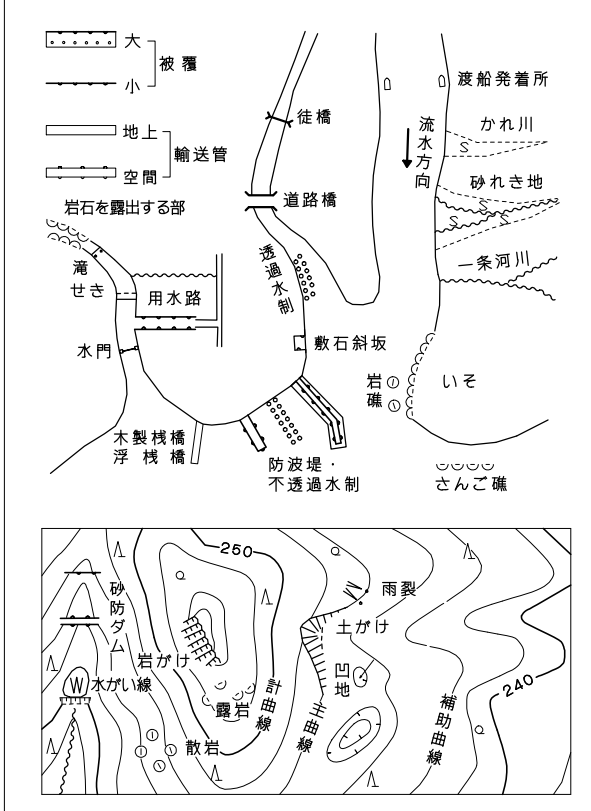 大
被覆
小
地上
輸送管
空間
岩石を露出する部
滝
せき
用水路
水門
木製桟橋
浮桟橋
徒橋
道路橋
透過水制
敷石斜坂
防波堤・
不透過水制
渡船発着所
流水方向
かれ川
砂れき地
一条河川
岩礁
いそ
さんご礁
250
砂防ダム
雨裂
土がけ
岩がけ
凹地
水がい線
露岩
計曲線
主曲線
補助曲線
240
散岩